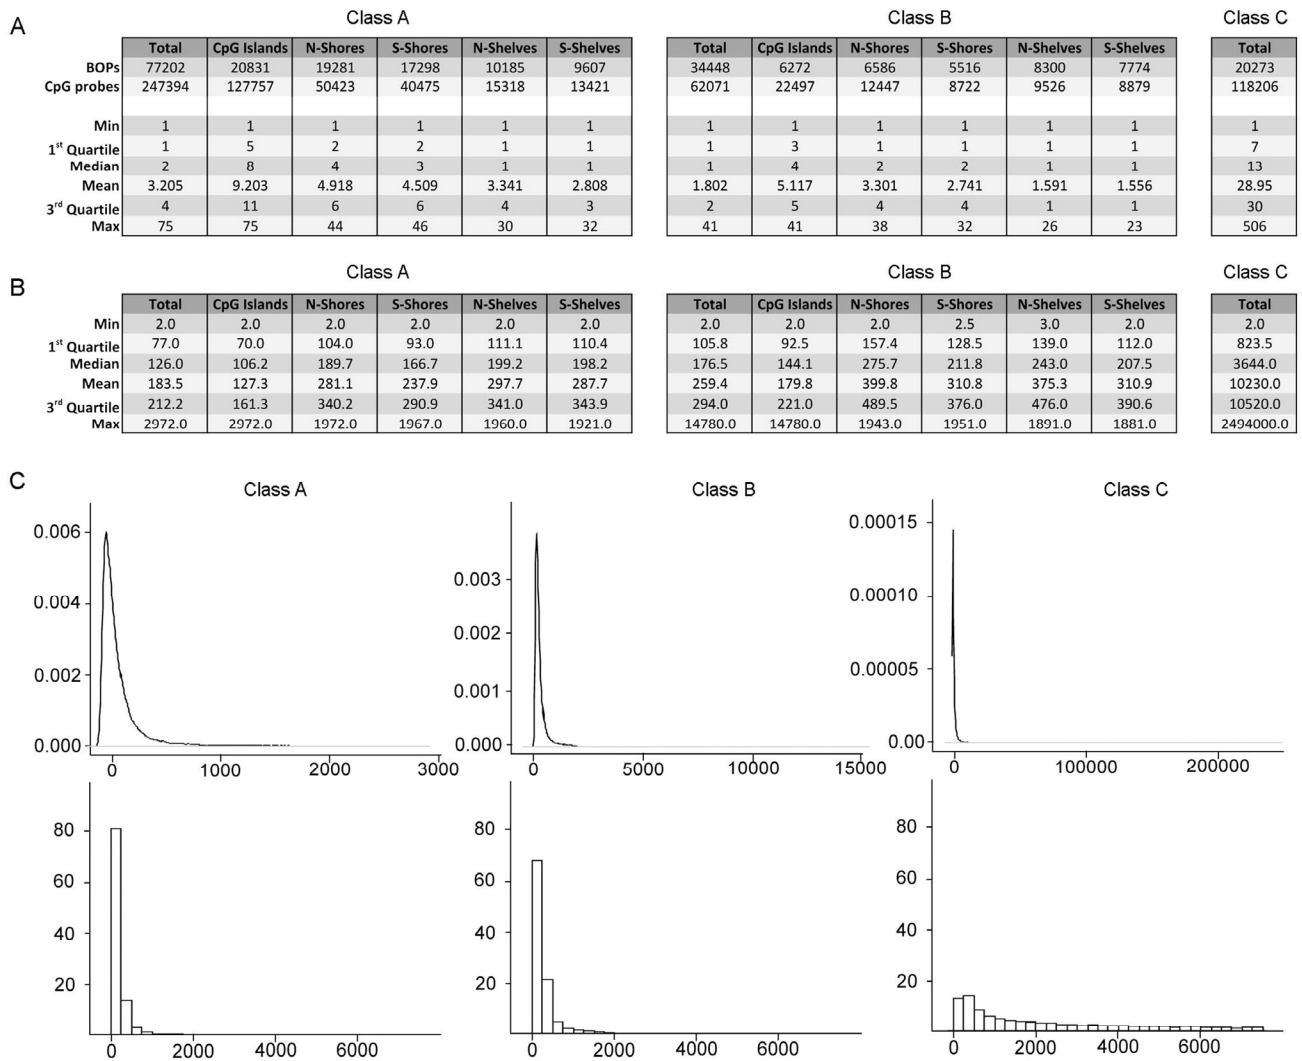 A
Class A
Class B
Class C
Total CpG Islands N-Shores S-Shores N-Shelves S-Shelves Total CpG Islands N-Shores S-Shores N-Shelves S-Shelves Total
BOPs 77202 20831 19281 17298 10185 9607 34448 6272 6586 5516 8300 7774 20273
CpG probes 247394 127757 50423 40475 15318 13421 62071 22497 12447 8722 9526 8879 118206
Min 1 1 1 1 1 1 1 1 1 1 1 1 1
1st Quartile 1 5 2 2 1 1 1 3 1 1 1 1 7
Median 2 8 4 3 1 1 1 4 2 2 1 1 13
Mean 3.205 9.203 4.918 4.509 3.341 2.808 1.802 5.117 3.301 2.741 1.591 1.556 28.95
3rd Quartile 4 11 6 6 4 3 2 5 4 4 1 1 30
Max 75 75 44 46 30 32 41 41 38 32 26 23 506
B
Class A
Class B
Class C
Total CpG Islands N-Shores S-Shores N-Shelves S-Shelves Total CpG Islands N-Shores S-Shores N-Shelves S-Shelves Total
Min 2.0 2.0 2.0 2.0 2.0 2.0 2.0 2.0 2.0 2.5 3.0 2.0 2.0
1st Quartile 77.0 70.0 104.0 93.0 111.1 110.4 105.8 92.5 157.4 128.5 139.0 112.0 823.5
Median 126.0 106.2 189.7 166.7 199.2 198.2 176.5 144.1 275.7 211.8 243.0 207.5 3644.0
Mean 183.5 127.3 281.1 237.9 297.7 287.7 259.4 179.8 399.8 310.8 375.3 310.9 10230.0
3rd Quartile 212.2 161.3 340.2 290.9 341.0 343.9 294.0 221.0 489.5 376.0 476.0 390.6 10520.0
Max 2972.0 2972.0 1972.0 1967.0 1960.0 1921.0 14780.0 14780.0 1943.0 1951.0 1891.0 1881.0 2494000.0
C
Class A
0.006
0.004
0.002
0.000
0 1000 2000 3000
Class B
0.003
0.002
0.001
0.000
0 5000 10000 15000
Class C
0.00015
0.00010
0.00005
0.00
0 100000 200000
80
60
40
20
0 2000 4000 6000
80
60
40
20
0 2000 4000 6000
80
60
40
20
0 2000 4000 6000